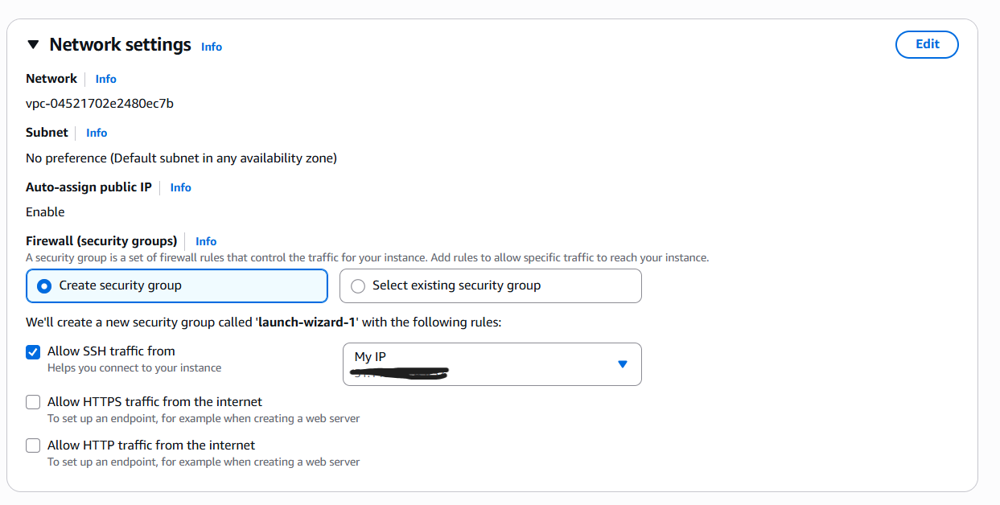 Network settings Info
Edit
Network Info
vpc-04521702e2480ec7b
Subnet Info
No preference (Default subnet in any availability zone)
Auto-assign public IP Info
Enable
Firewall (security groups) Info
A security group is a set of firewall rules that control the traffic for your instance. Add rules to allow specific traffic to reach your instance.
Create security group
Select existing security group
We'll create a new security group called 'launch-wizard-1' with the following rules:
Allow SSH traffic from
Helps you connect to your instance
My IP
Allow HTTPS traffic from the internet
To set up an endpoint, for example when creating a web server
Allow HTTP traffic from the internet
To set up an endpoint, for example when creating a web server